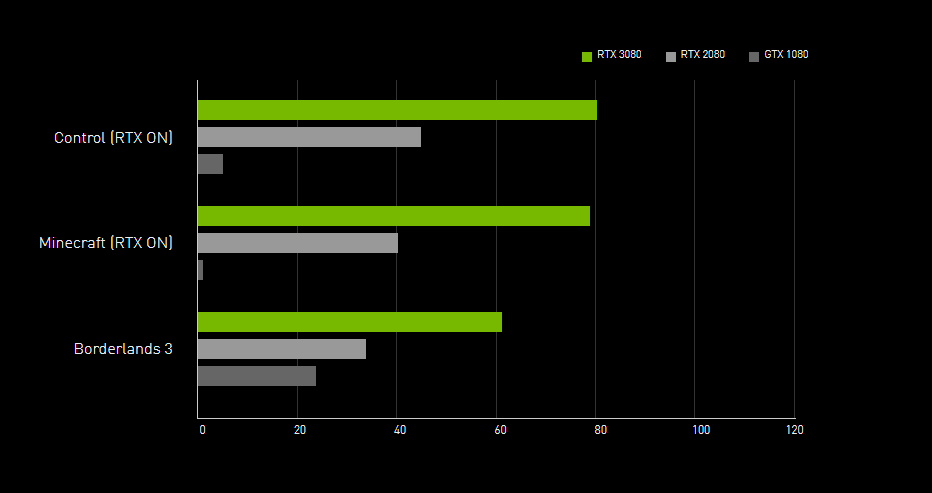 RTX 3080 RTX 2080 GTX 1080
Control (RTX ON)
Minecraft (RTX ON)
Borderlands 3
0 20 40 60 80 100 120